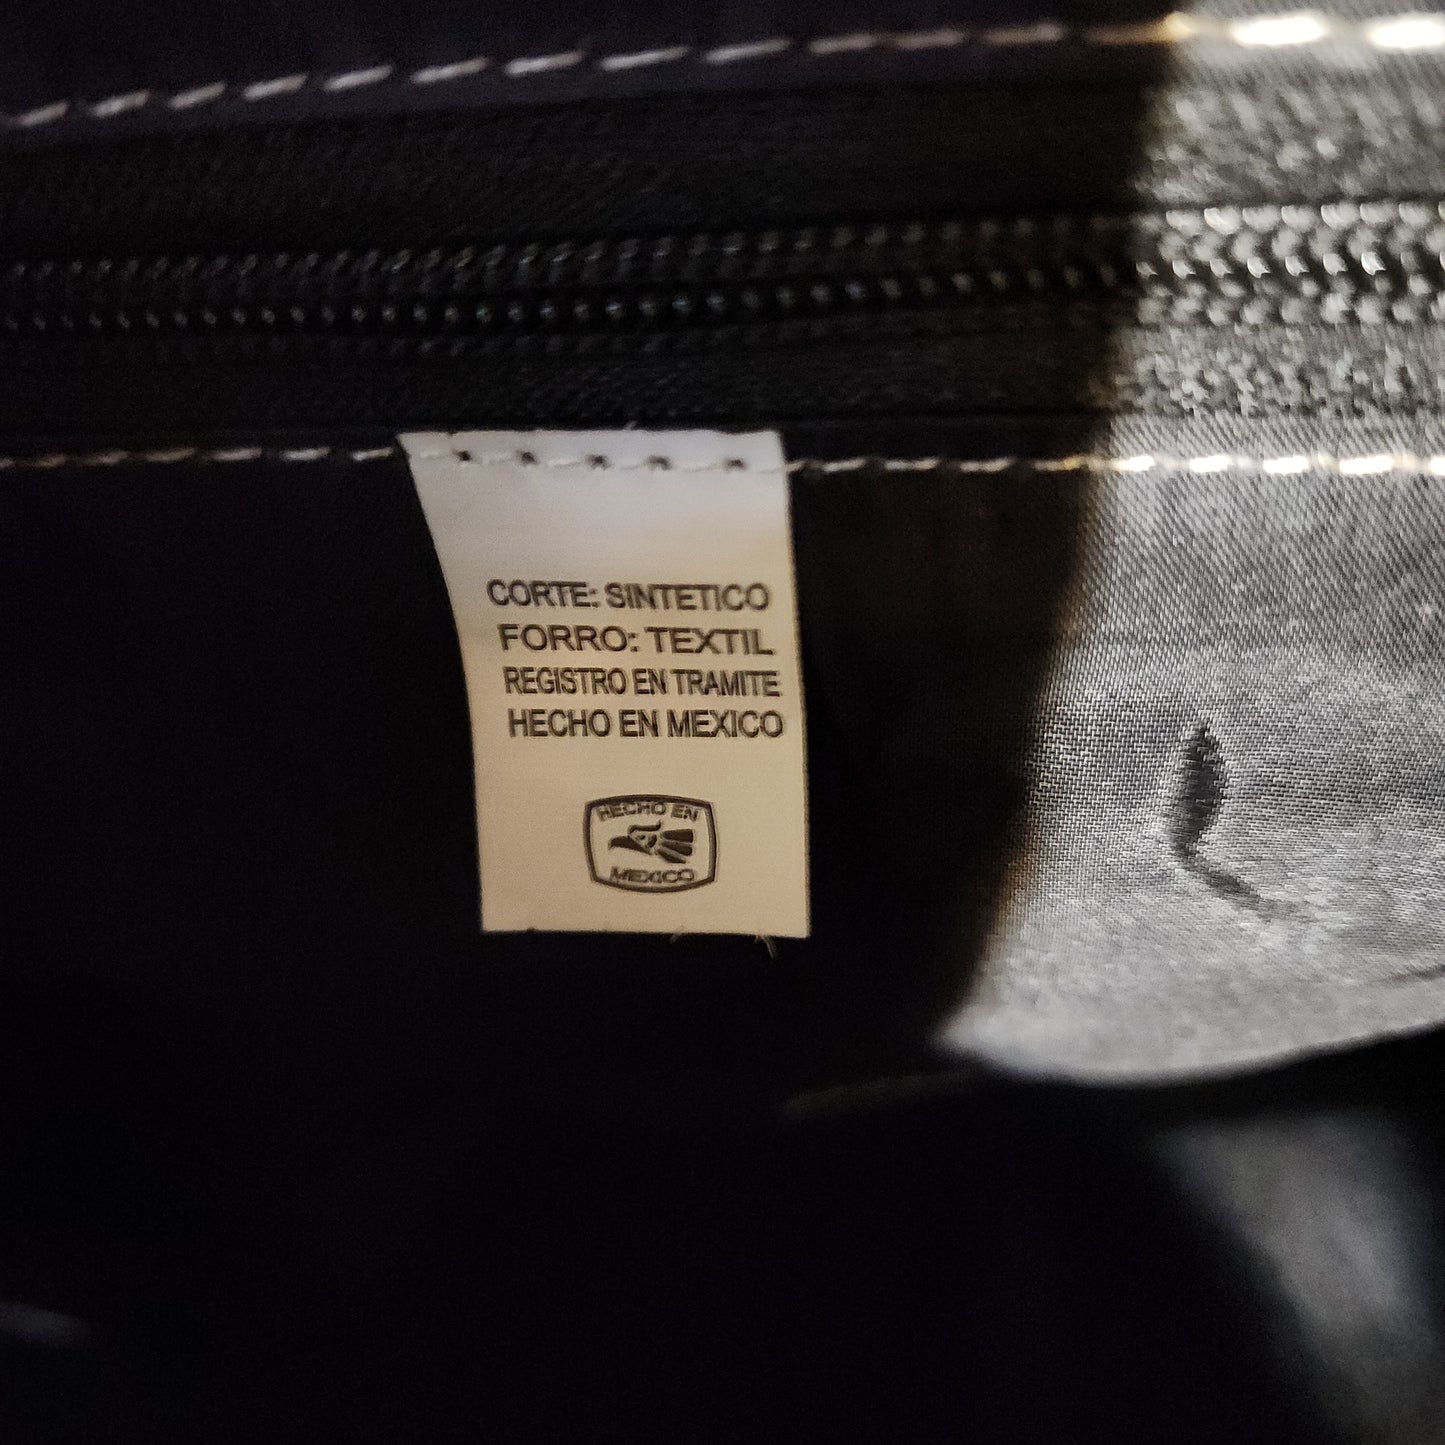 CORTE: SINTETICO
FORRO: TEXTIL
REGISTRO EN TRAMITE
HECHO EN MEXICO
HECHO EN
MEXICO